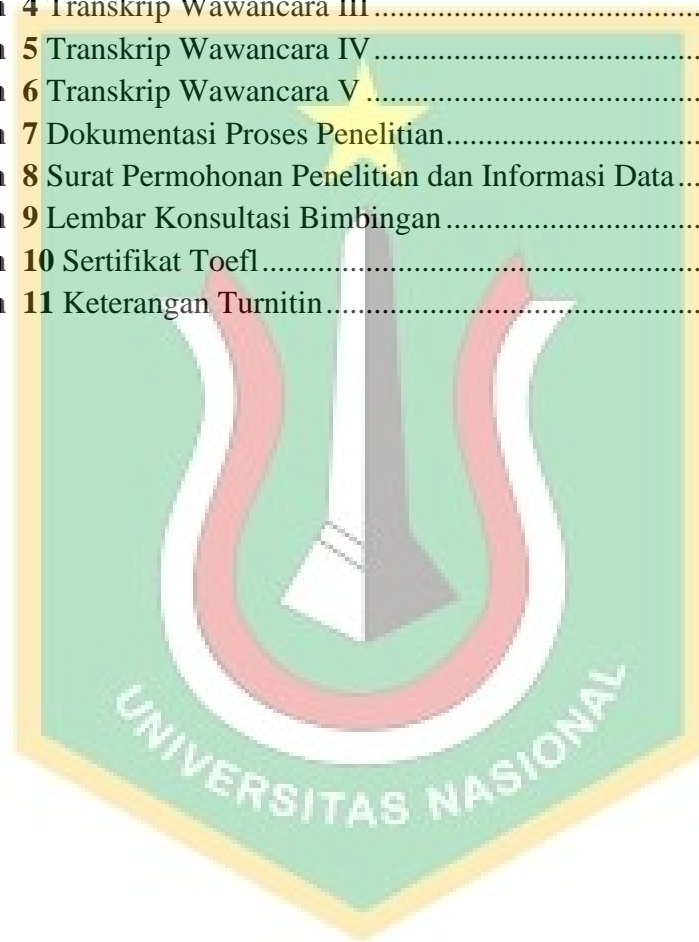 n 4 Transkrip Wawancara III
n 5 Transkrip Wawancara IV
n 6 Transkrip Wawancara V
n 7 Dokumentasi Proses Penelitian
n 8 Surat Permohonan Penelitian dan Informasi Data
n 9 Lembar Konsultasi Bimbingan
n 10 Sertifikat Toefl
n 11 Keterangan Turnitin
UNIVERSITAS NASIONAL